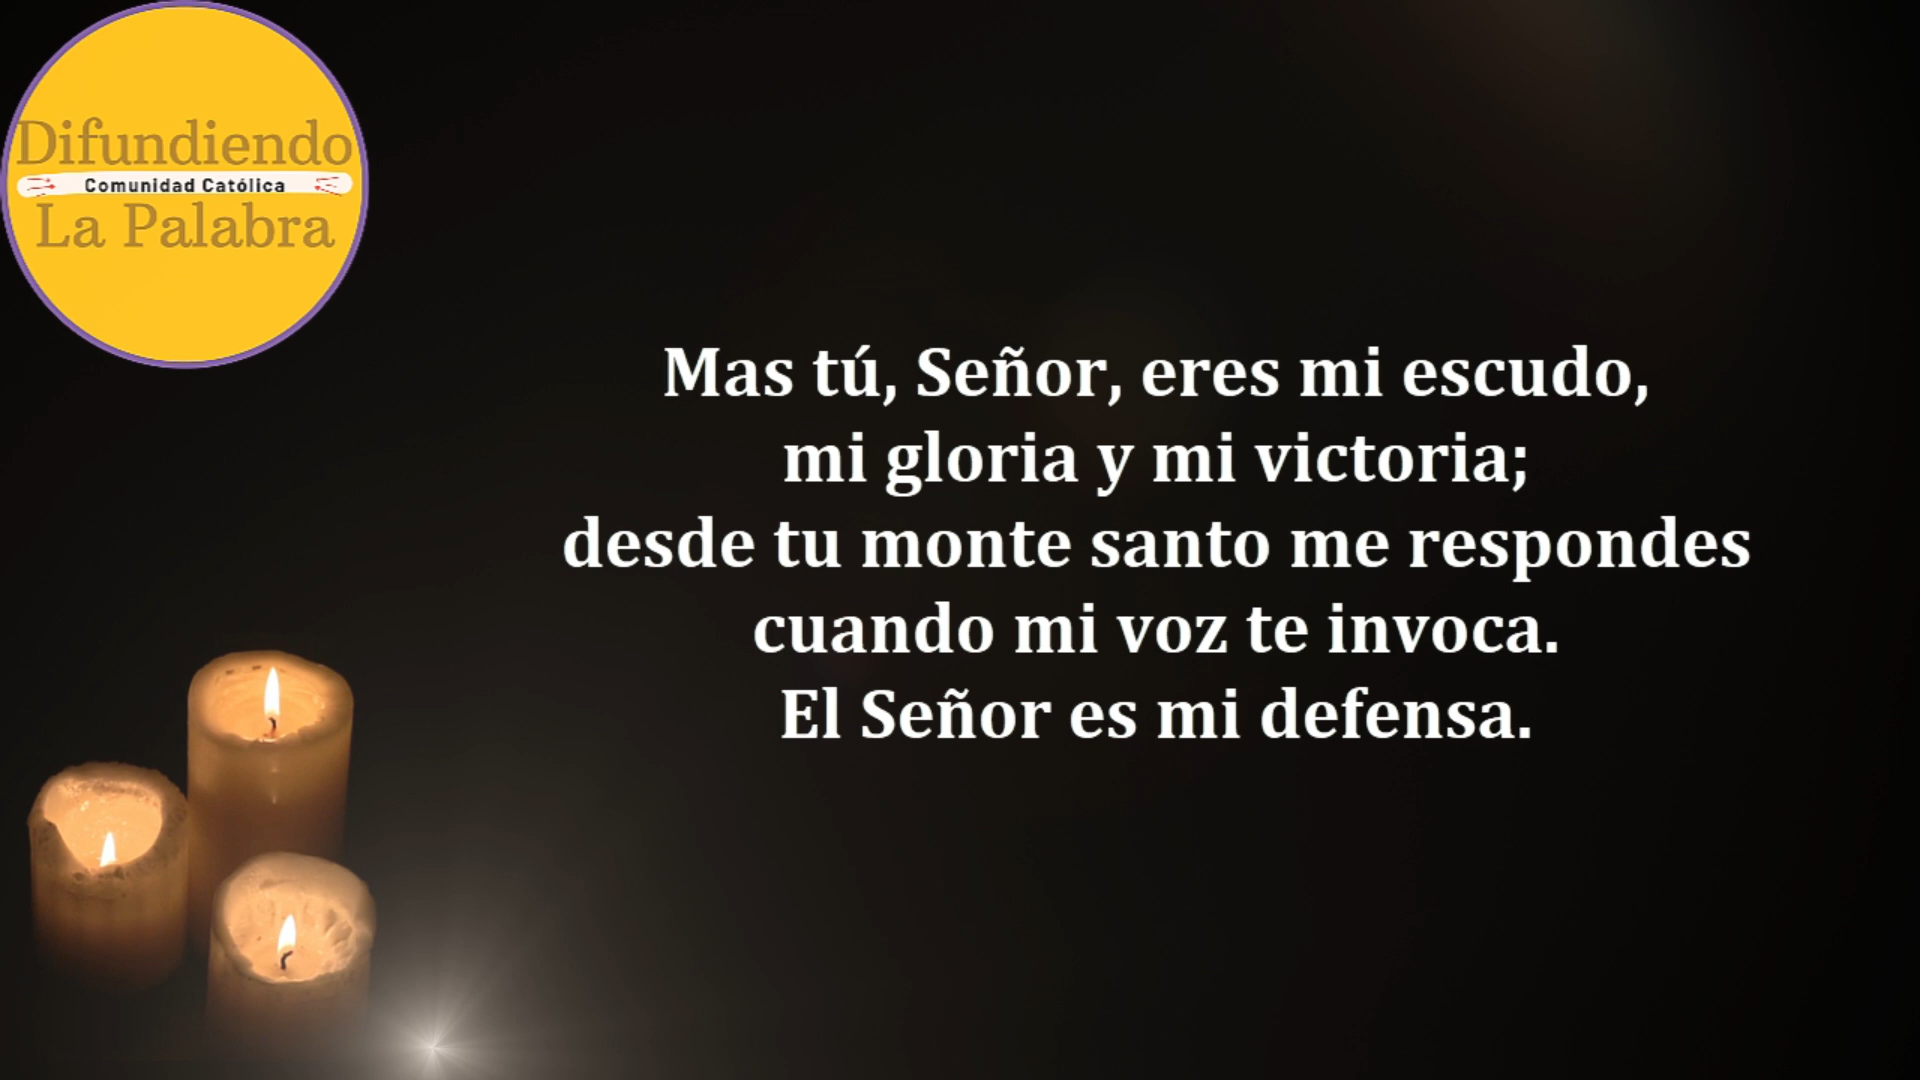 Difundiendo
Comunidad Católica
La Palabra
Mas tú, Señor, eres mi escudo,
mi gloria y mi victoria;
desde tu monte santo me respondes
cuando mi voz te invoca.
El Señor es mi defensa.